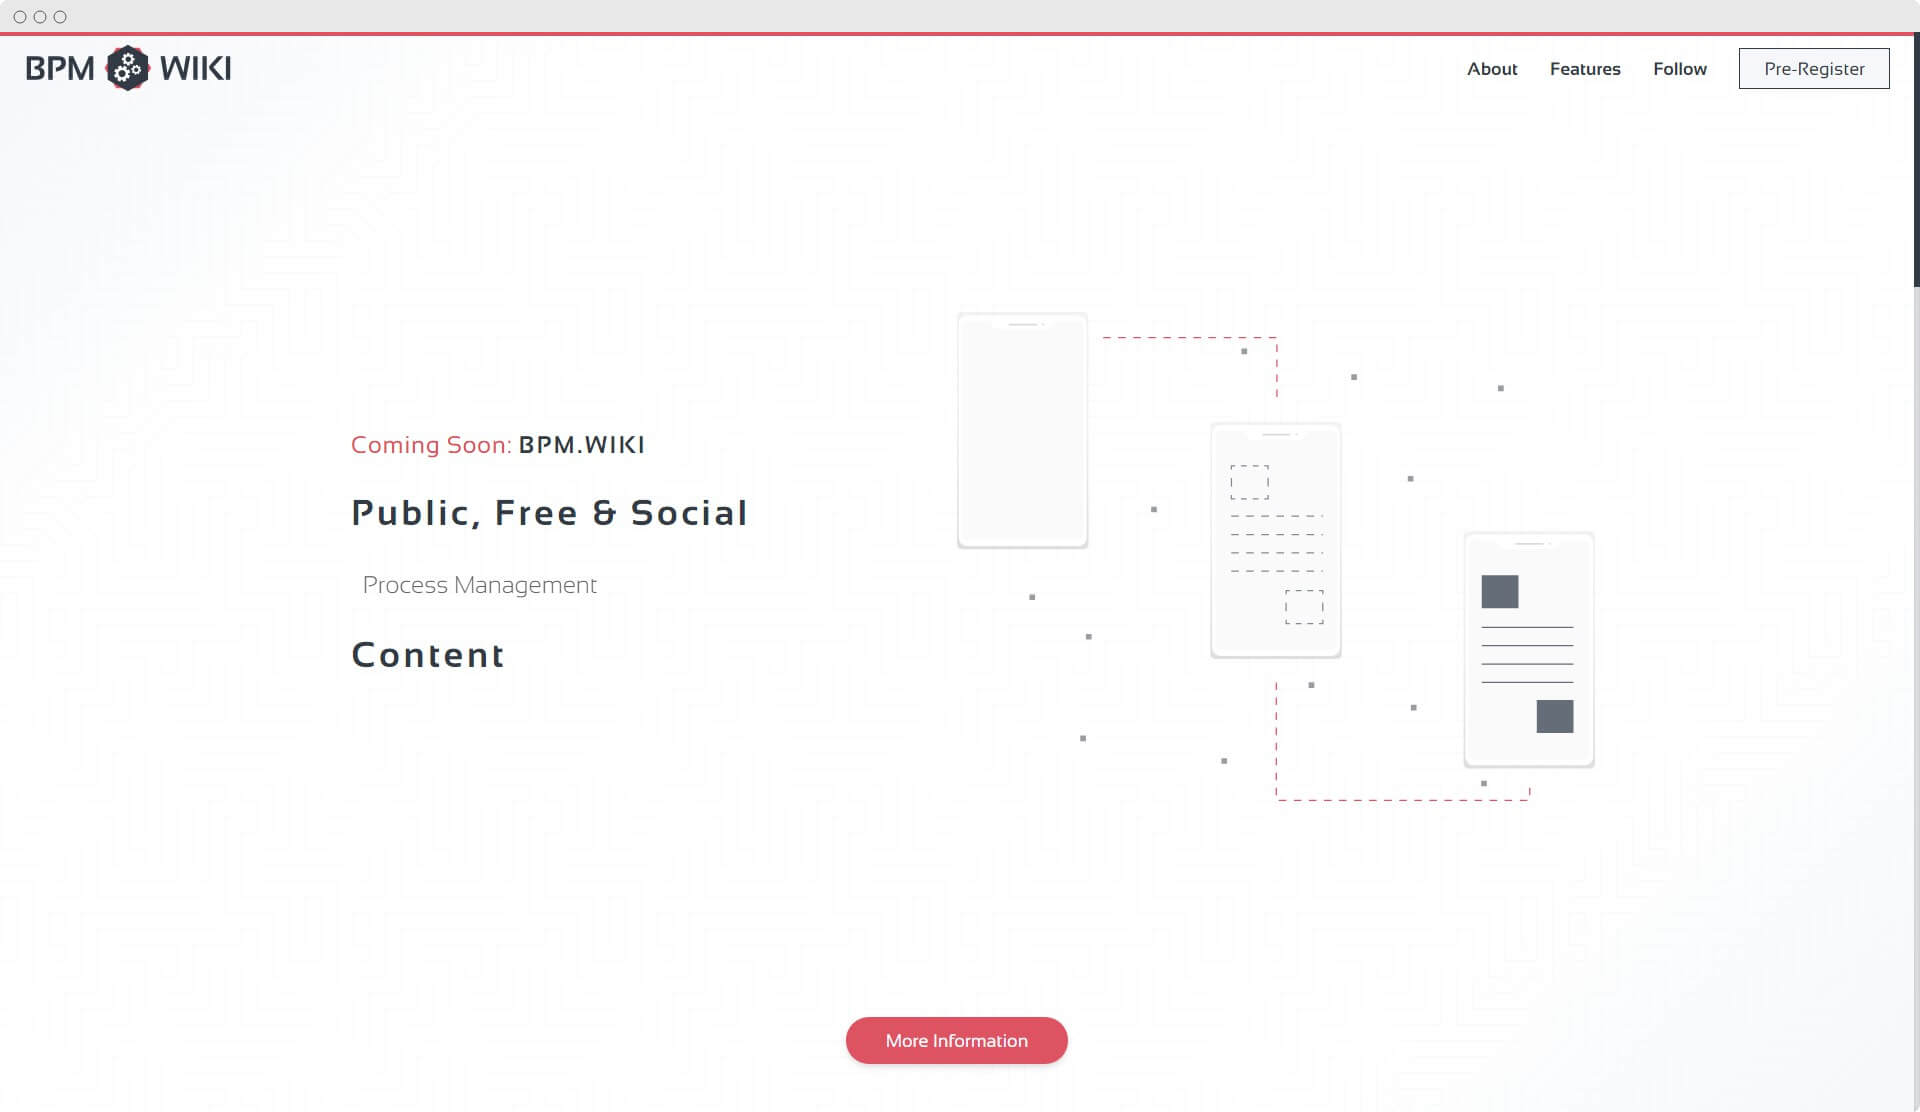 BPM WIKI
About Features Follow Pre-Register
Coming Soon: BPM.WIKI
Public, Free & Social
Process Management
Content
More Information